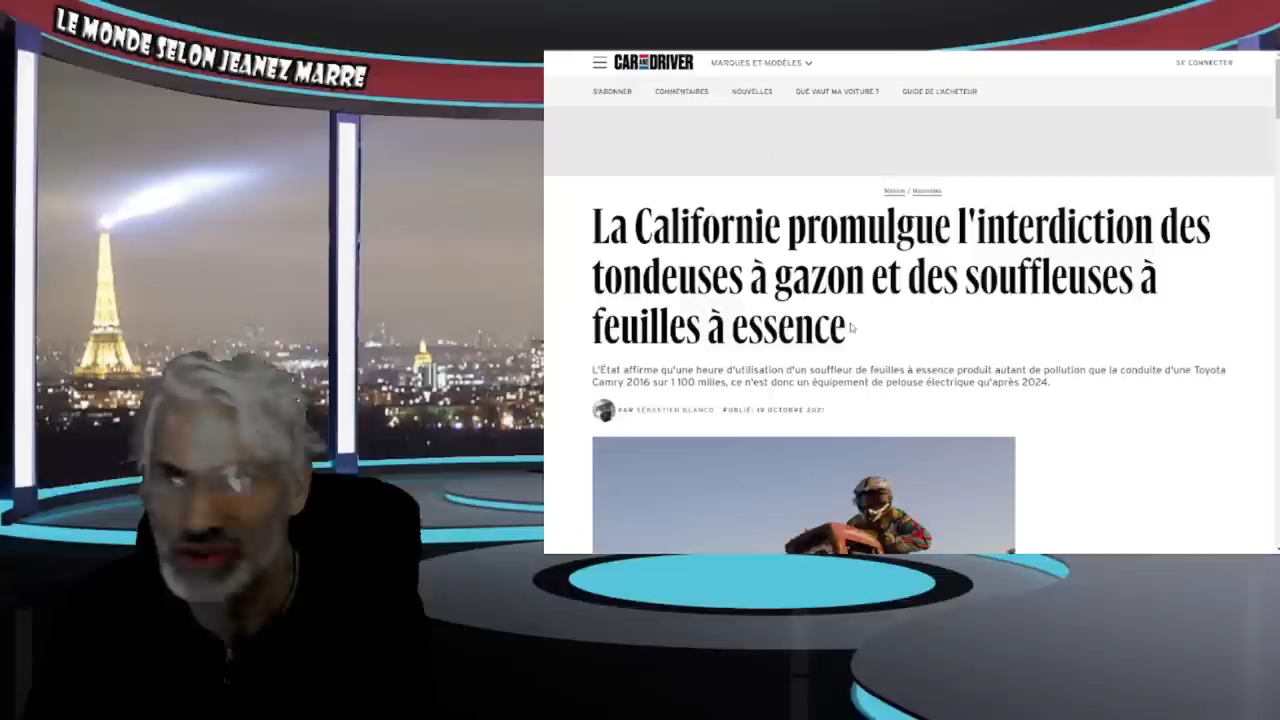 LE MONDE SELON JEANEZ MARRE
CAR AND DRIVER
MARQUES ET MODÈLES
SE CONNECTER
S'ABONNER
COMMENTAIRES
NOUVELLES
QUE VAUT MA VOITURE ?
GUIDE DE L'ACHETEUR
Maison / Nouvelles
La Californie promulgue l'interdiction des
tondeuses à gazon et des souffleuses à
feuilles à essence
L'État affirme qu'une heure d'utilisation d'un souffleur de feuilles à essence produit autant de pollution que la conduite d'une Toyota
Camry 2016 sur 1 100 milles, ce n'est donc un équipement de pelouse électrique qu'après 2024.
PAR SÉBASTIEN BLANCO PUBLIÉ: 19 OCTOBRE 2021